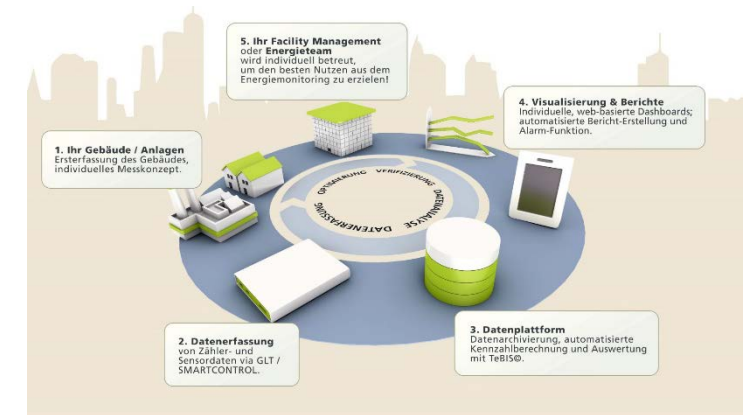 5. Ihr Facility Management
oder Energieteam
wird individuell betreut,
um den besten Nutzen aus dem
Energiemonitoring zu erzielen!
4. Visualisierung & Berichte
Individuelle, web-basierte Dashboards;
automatisierte Bericht-Erstellung und
Alarm-Funktion.
1. Ihr Gebäude / Anlagen
Ersterfassung des Gebäudes,
individuelles Messkonzept.
OPTIMIERUNG VERIFIZIERUNG DATENANALYSE DATENERFASSUNG
2. Datenerfassung
von Zähler- und
Sensordaten via GLT /
SMARTCONTROL.
3. Datenplattform
Datenarchivierung, automatisierte
Kennzahlberechnung und Auswertung
mit TeBIS©.